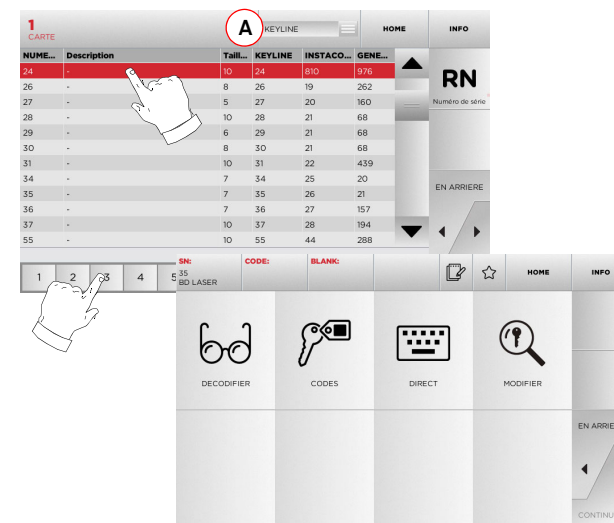 1
CARTE
A
KEYLINE
HOME
INFO
NUME... Description Taill... KEYLINE INSTACO... GENE...
24 - 10 24 810 976
26 - 8 26 19 262
27 - 5 27 20 160
28 - 10 28 21 68
29 - 6 29 21 68
30 - 8 30 21 68
31 - 10 31 22 439
34 - 7 34 25 20
35 - 7 35 26 21
36 - 7 36 27 157
37 - 10 37 28 194
55 - 10 55 44 288
RN
Numéro de série
EN ARRIERE
1 2 3 4 5
SN: CODE: BLANK:
35
BD LASER
HOME
INFO
DECODIFIER
CODES
DIRECT
MODIFIER
EN ARRIE
CONTINU